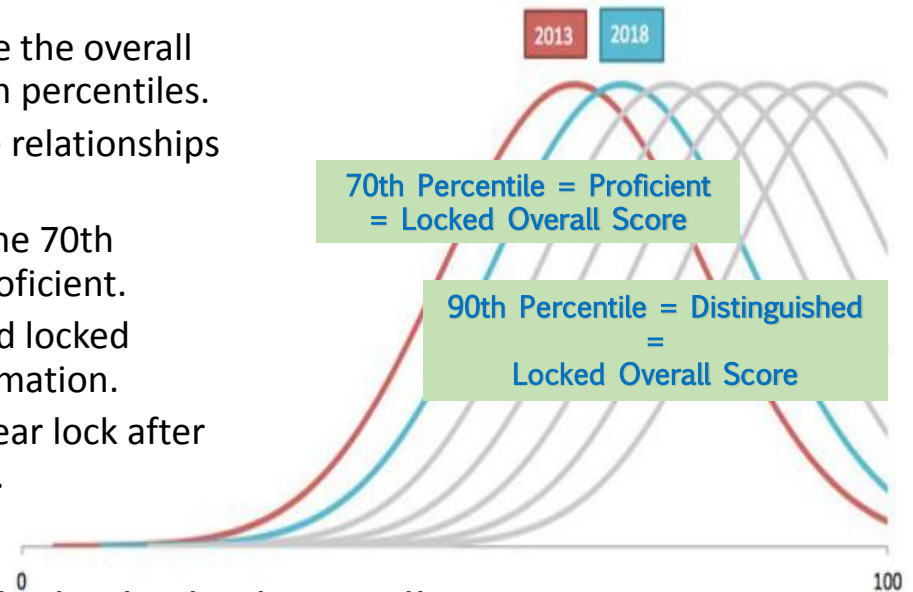 e the overall
percentiles.
relationships
he 70th
oficient.
d locked
mation.
ear lock after
2013 2018
70th Percentile = Proficient
= Locked Overall Score
90th Percentile = Distinguished
=
Locked Overall Score
0 100